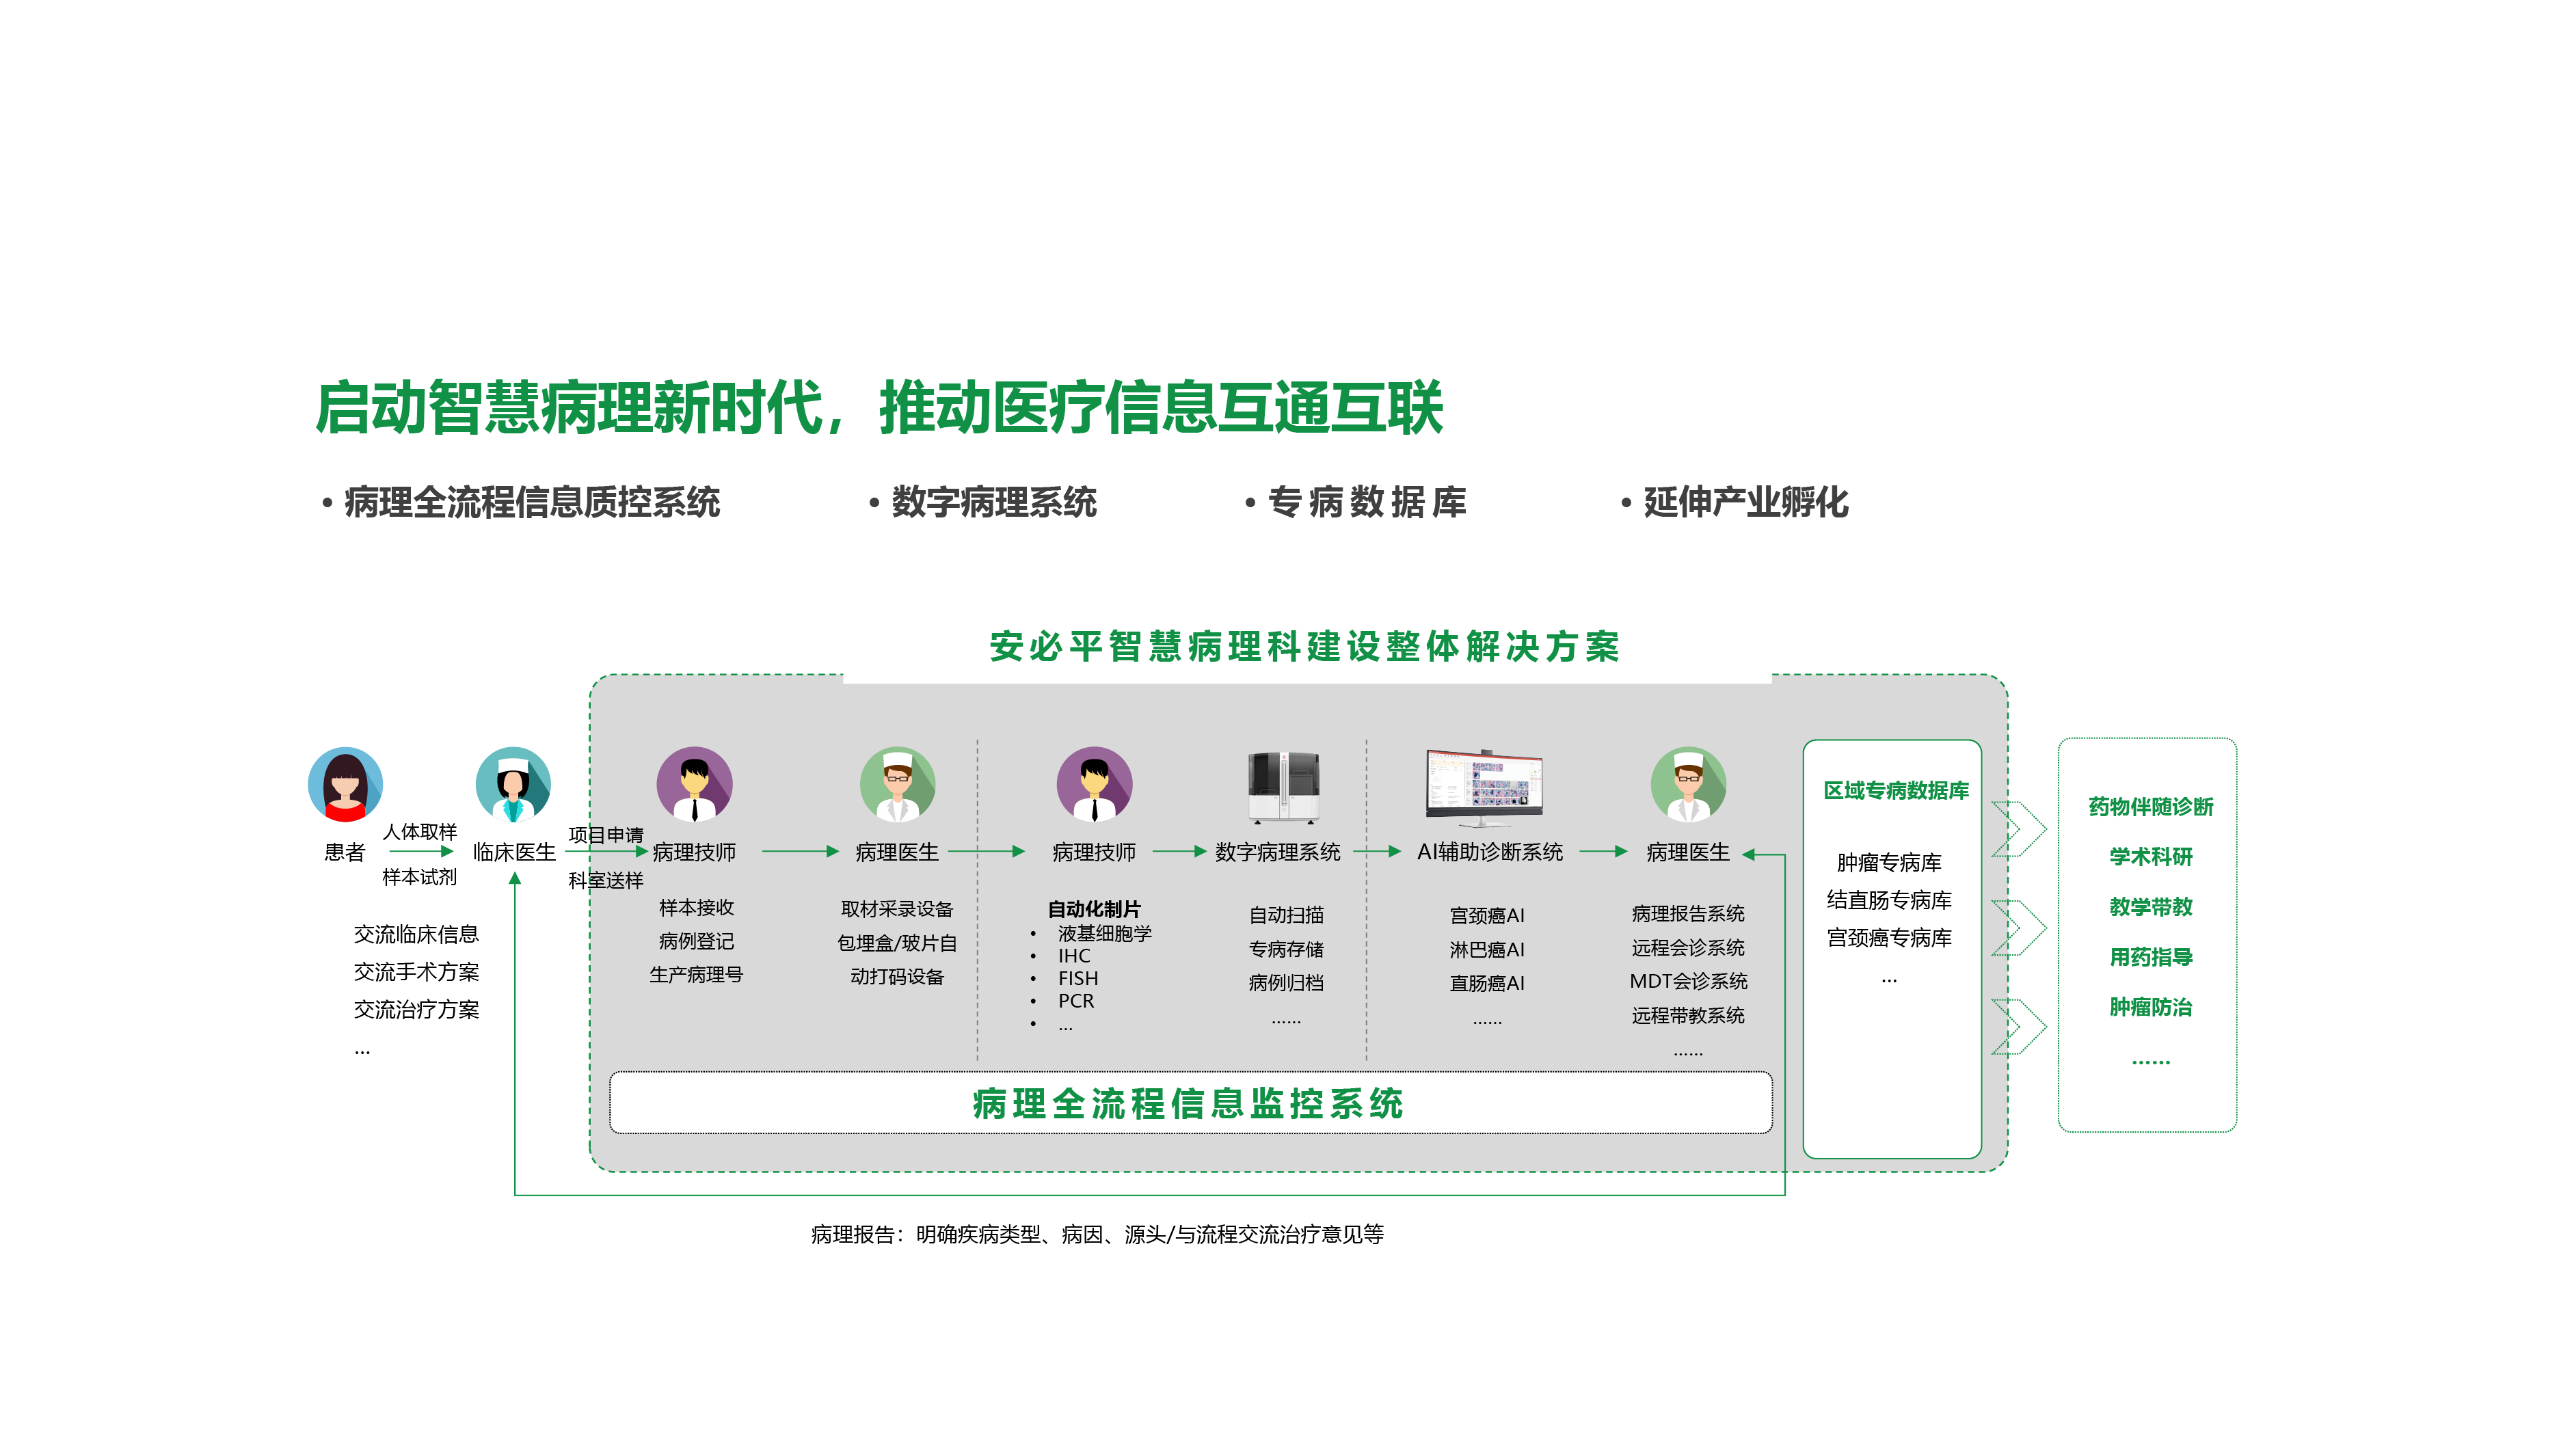 启动智慧病理新时代，推动医疗信息互通互联
• 病理全流程信息质控系统
• 数字病理系统
• 专病数据库
• 延伸产业孵化
安必平智慧病理科建设整体解决方案
患者
人体取样
样本试剂
临床医生
项目申请
科室送样
交流临床信息
交流手术方案
交流治疗方案
...
病理技师
样本接收
病例登记
生产病理号
病理医生
取材采录设备
包埋盒/玻片自
动打码设备
病理技师
自动化制片
• 液基细胞学
• IHC
• FISH
• PCR
• ...
数字病理系统
自动扫描
专病存储
病例归档
......
AI辅助诊断系统
宫颈癌AI
淋巴癌AI
直肠癌AI
......
病理医生
病理报告系统
远程会诊系统
MDT会诊系统
远程带教系统
......
病理全流程信息监控系统
区域专病数据库
肿瘤专病库
结直肠专病库
宫颈癌专病库
...
药物伴随诊断
学术科研
教学带教
用药指导
肿瘤防治
......
病理报告：明确疾病类型、病因、源头/与流程交流治疗意见等